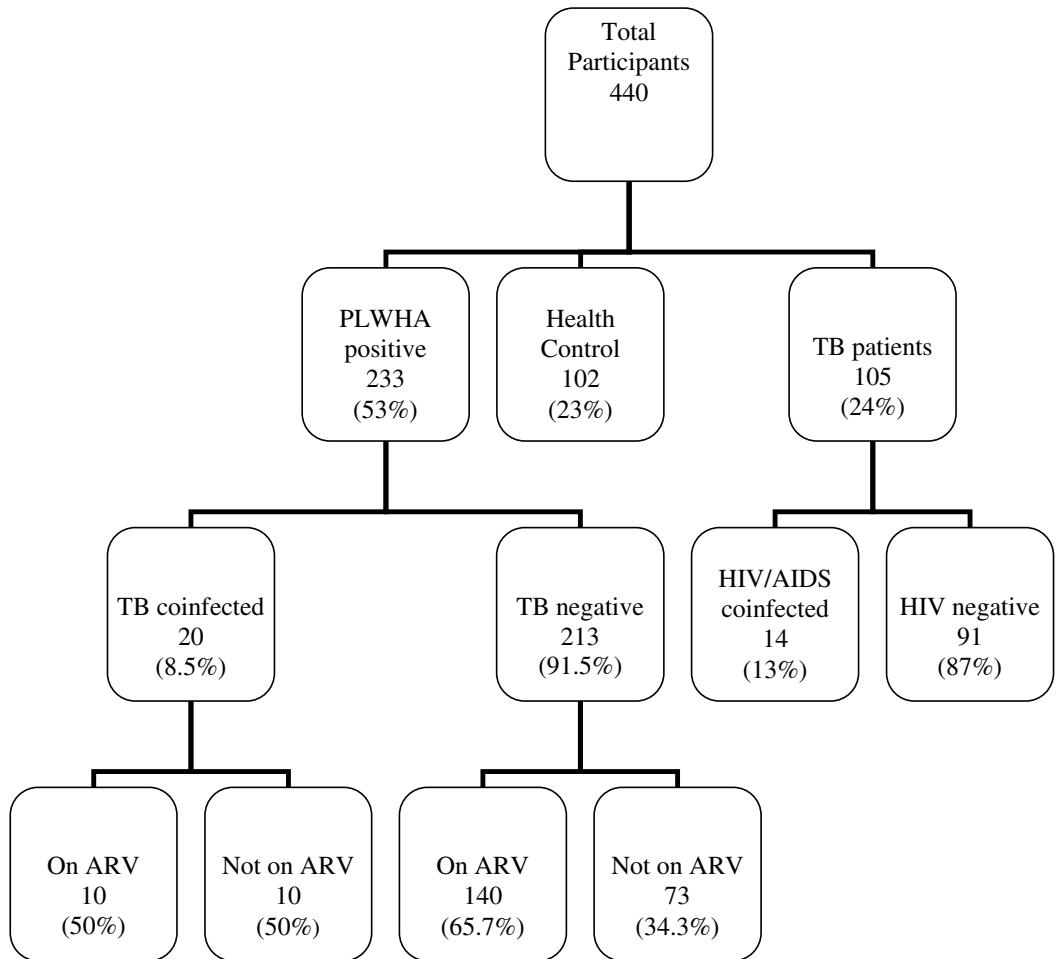 Total
Participants
440
PLWHA
positive
233
(53%)
Health
Control
102
(23%)
TB patients
105
(24%)
TB coinfected
20
(8.5%)
TB negative
213
(91.5%)
HIV/AIDS
coinfected
14
(13%)
HIV negative
91
(87%)
On ARV
10
(50%)
Not on ARV
10
(50%)
On ARV
140
(65.7%)
Not on ARV
73
(34.3%)